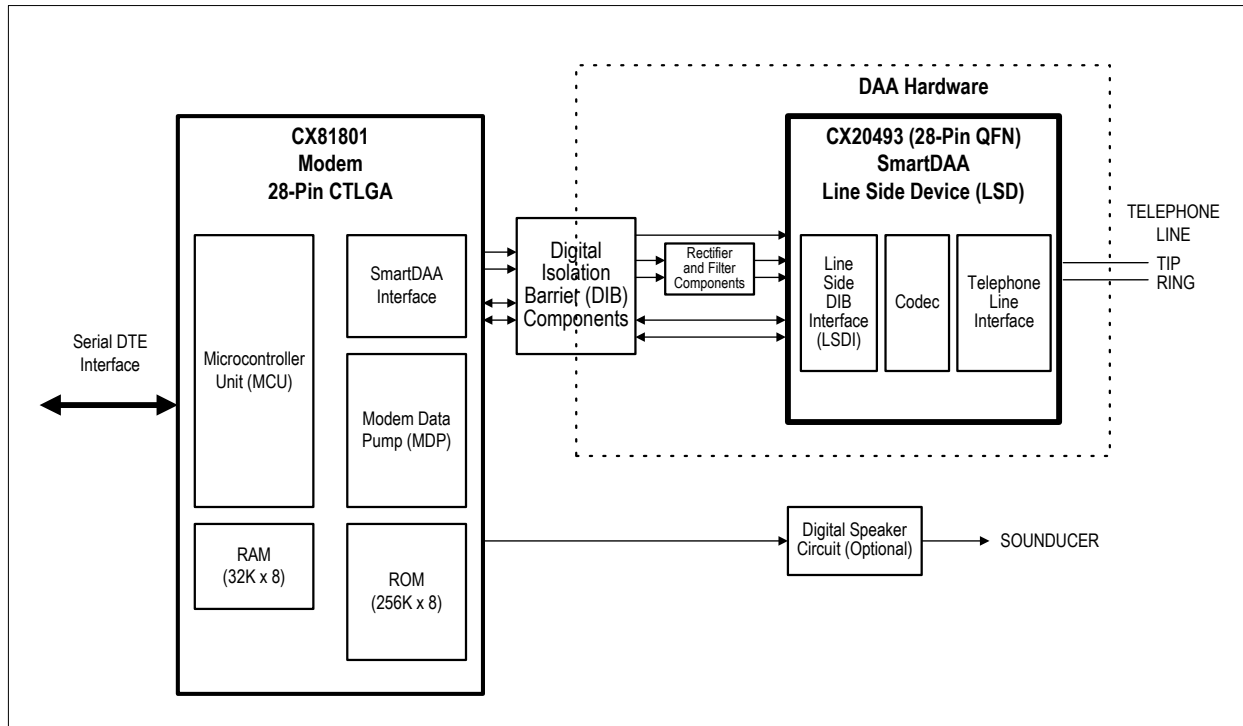 DAA Hardware
CX81801
Modem
28-Pin CTLGA
CX20493 (28-Pin QFN)
SmartDAA
Line Side Device (LSD)
TELEPHONE
LINE
TIP
RING
SmartDAA
Interface
Digital
Isolation
Barrier (DIB)
Components
Rectifier
and Filter
Components
Line
Side
DIB
Interface
(LSDI)
Codec
Telephone
Line
Interface
Serial DTE
Interface
Microcontroller
Unit (MCU)
Modem Data
Pump (MDP)
RAM
(32K x 8)
ROM
(256K x 8)
Digital Speaker
Circuit (Optional)
SOUNDUCER